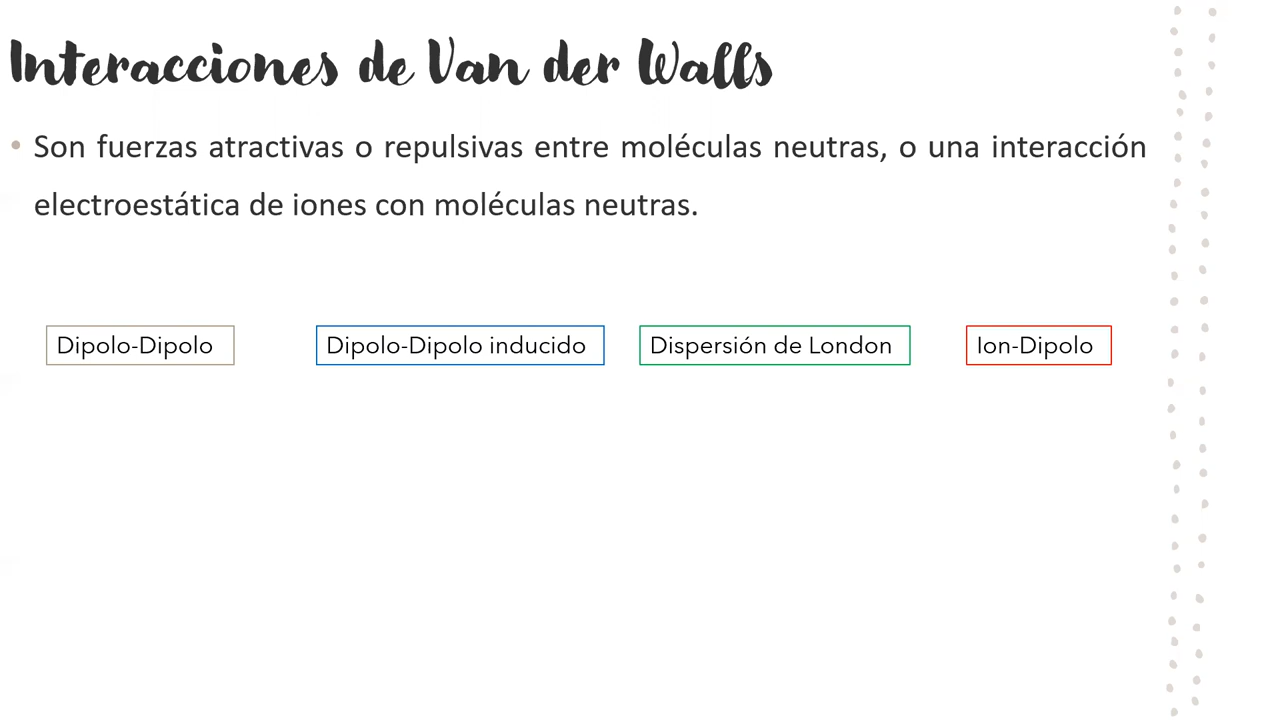 Interacciones de Van der Walls
• Son fuerzas atractivas o repulsivas entre moléculas neutras, o una interacción
electroestática de iones con moléculas neutras.
Dipolo-Dipolo
Dipolo-Dipolo inducido
Dispersión de London
Ion-Dipolo